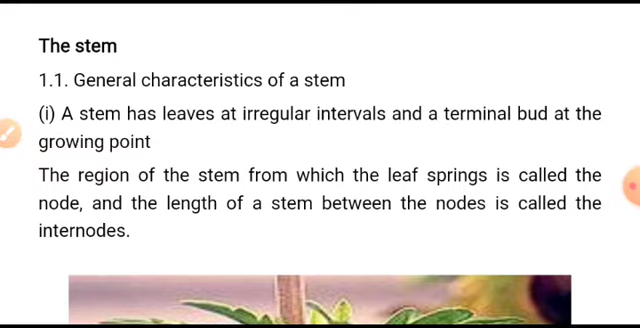 The stem
1.1. General characteristics of a stem
(i) A stem has leaves at irregular intervals and a terminal bud at the
growing point
The region of the stem from which the leaf springs is called the
node, and the length of a stem between the nodes is called the
internodes.